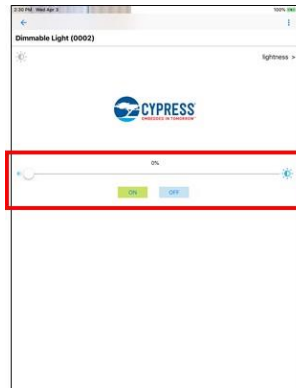 2:30 PM Wed Apr 3
100%
Dimmable Light (0002)
lightness >
CYPRESS
EMBEDDED IN TOMORROW
0%
ON OFF